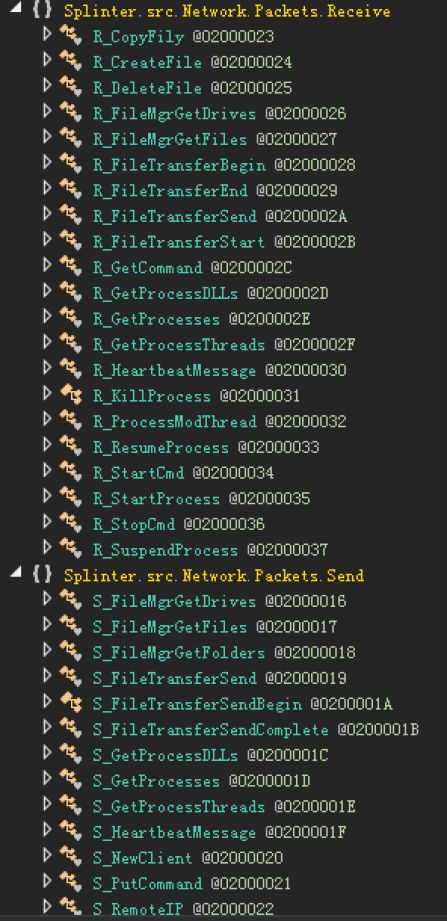 {} Splinter.src.Network.Packets.Receive
R_CopyFily @02000023
R_CreateFile @02000024
R_DeleteFile @02000025
R_FileMgrGetDrives @02000026
R_FileMgrGetFiles @02000027
R_FileTransferBegin @02000028
R_FileTransferEnd @02000029
R_FileTransferSend @0200002A
R_FileTransferStart @0200002B
R_GetCommand @0200002C
R_GetProcessDLLs @0200002D
R_GetProcesses @0200002E
R_GetProcessThreads @0200002F
R_HeartbeatMessage @02000030
R_KillProcess @02000031
R_ProcessModThread @02000032
R_ResumeProcess @02000033
R_StartCmd @02000034
R_StartProcess @02000035
R_StopCmd @02000036
R_SuspendProcess @02000037
{} Splinter.src.Network.Packets.Send
S_FileMgrGetDrives @02000016
S_FileMgrGetFiles @02000017
S_FileMgrGetFolders @02000018
S_FileTransferSend @02000019
S_FileTransferSendBegin @0200001A
S_FileTransferSendComplete @0200001B
S_GetProcessDLLs @0200001C
S_GetProcesses @0200001D
S_GetProcessThreads @0200001E
S_HeartbeatMessage @0200001F
S_NewClient @02000020
S_PutCommand @02000021
S_RemoteIP @02000022